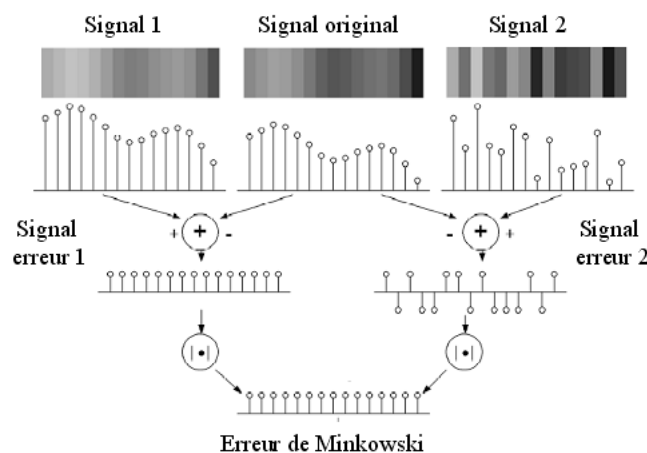 Signal 1
Signal original
Signal 2
+ + -
- + +
Signal
erreur 1
Signal
erreur 2
|•|
|•|
Erreur de Minkowski